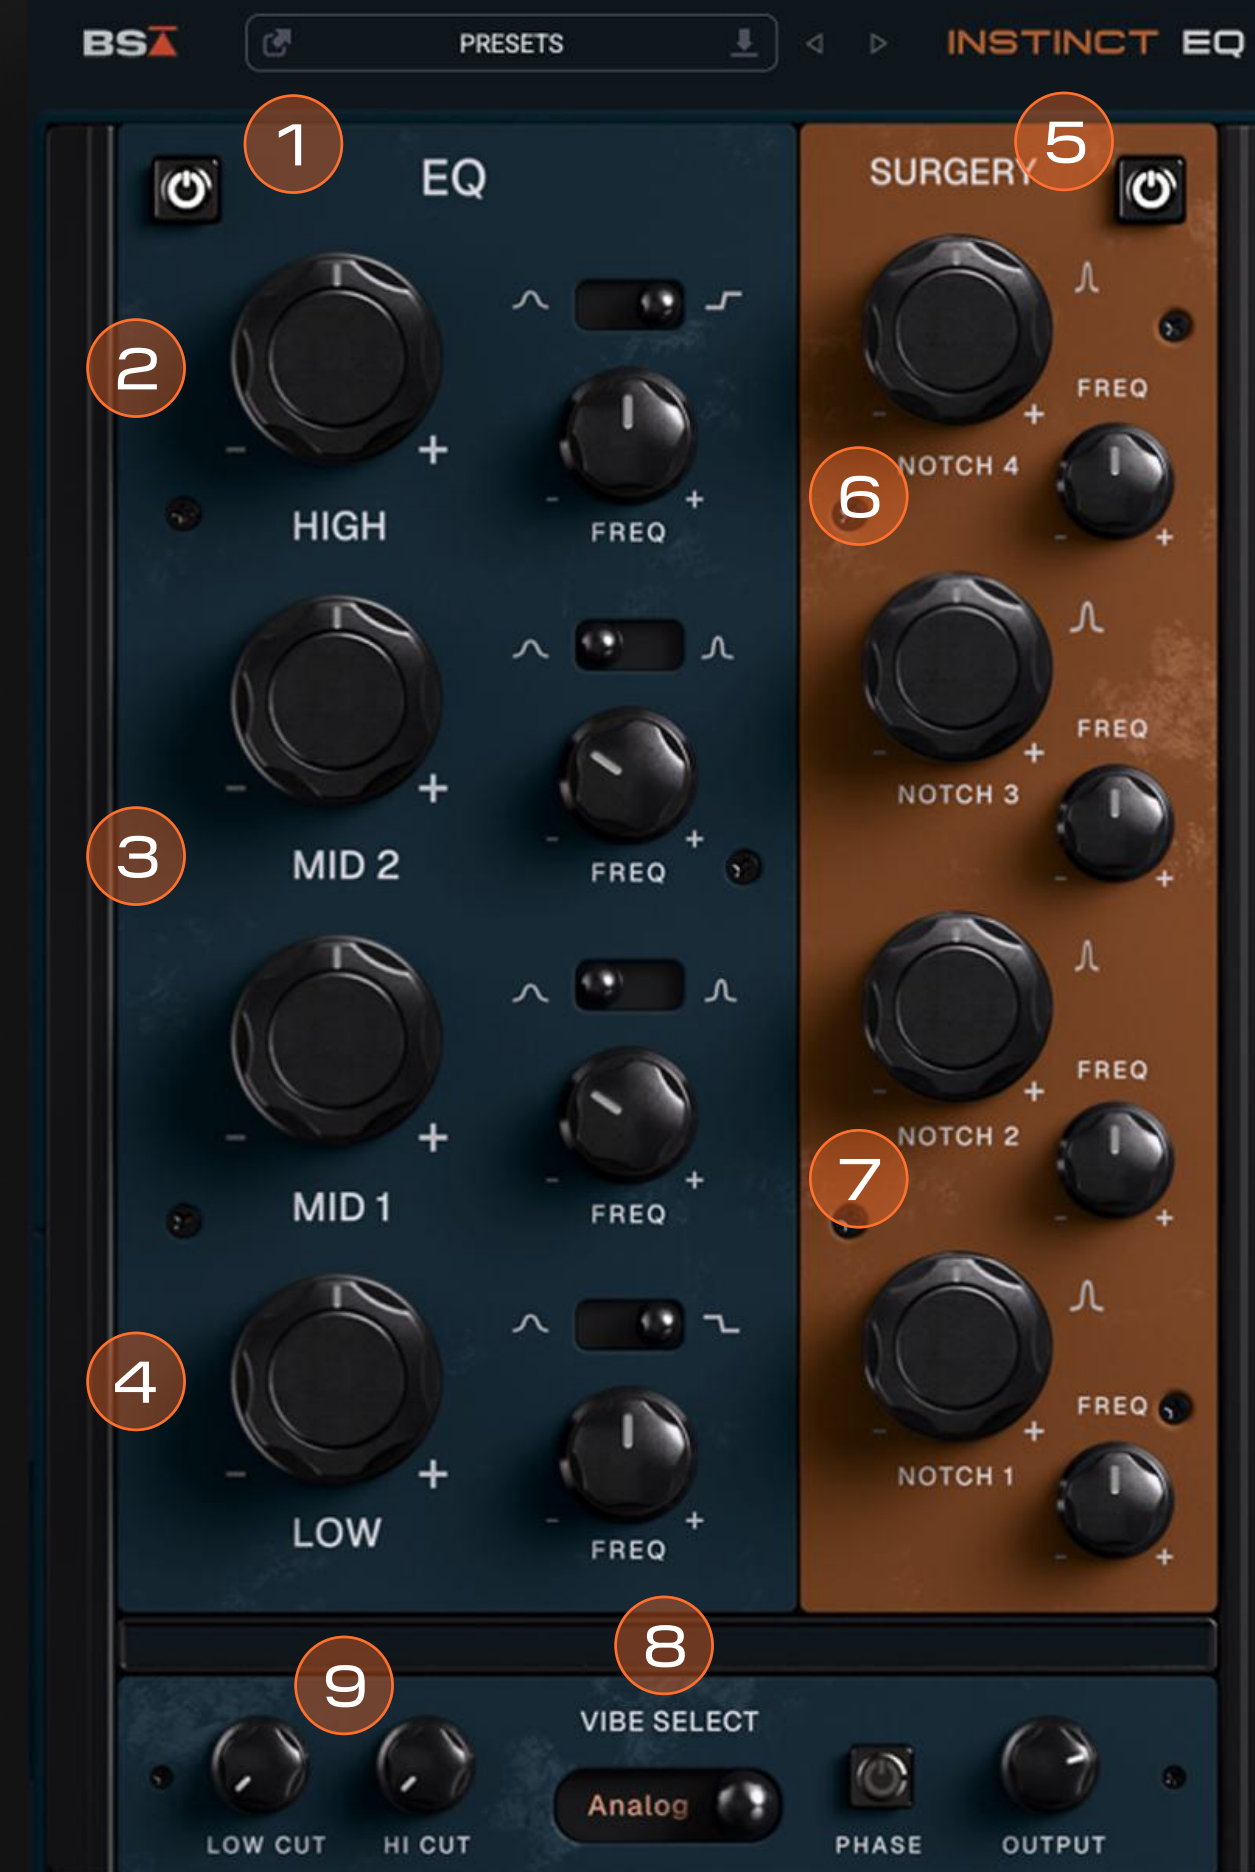 BSA
PRESETS
INSTINCT EQ
1
EQ
5
SURGERY
2
- +
HIGH
- +
FREQ
- +
NOTCH 4
FREQ
- +
6
- +
MID 2
- +
FREQ
- +
NOTCH 3
FREQ
- +
3
- +
MID 1
- +
FREQ
- +
NOTCH 2
FREQ
- +
7
4
- +
LOW
- +
FREQ
- +
NOTCH 1
FREQ
- +
8
9
VIBE SELECT
Analog
LOW CUT
HI CUT
PHASE
OUTPUT